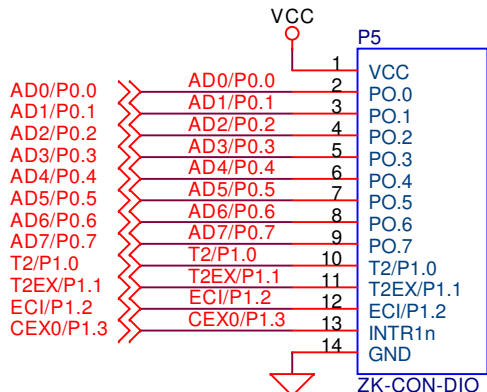 VCC
P5
1 VCC
AD0/P0.0 AD0/P0.0 2 PO.0
AD1/P0.1 AD1/P0.1 3 PO.1
AD2/P0.2 AD2/P0.2 4 PO.2
AD3/P0.3 AD3/P0.3 5 PO.3
AD4/P0.4 AD4/P0.4 6 PO.4
AD5/P0.5 AD5/P0.5 7 PO.5
AD6/P0.6 AD6/P0.6 8 PO.6
AD7/P0.7 AD7/P0.7 9 PO.7
T2/P1.0 T2/P1.0 10 T2/P1.0
T2EX/P1.1 T2EX/P1.1 11 T2EX/P1.1
ECI/P1.2 ECI/P1.2 12 ECI/P1.2
CEX0/P1.3 CEX0/P1.3 13 INTR1n
14 GND
ZK-CON-DIO